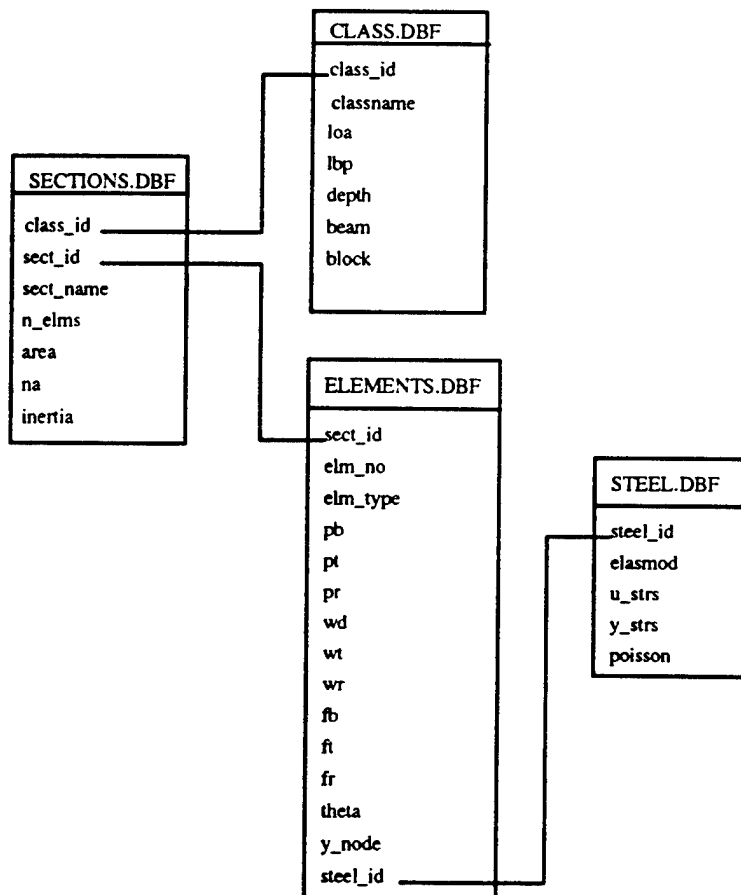 CLASS.DBF
class_id
classname
loa
lbp
depth
beam
block
SECTIONS.DBF
class_id
sect_id
sect_name
n_elms
area
na
inertia
ELEMENTS.DBF
sect_id
elm_no
elm_type
pb
pt
pr
wd
wt
wr
fb
ft
fr
theta
y_node
steel_id
STEEL.DBF
steel_id
elasmod
u_strs
y_strs
poisson